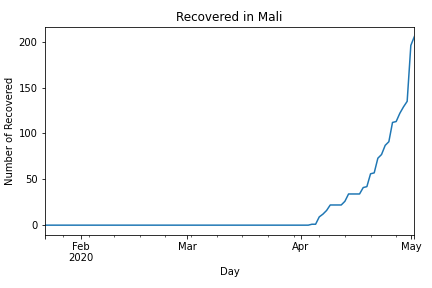 Recovered in Mali
Number of Recovered
200
150
100
50
0
Feb
2020
Mar
Apr
May
Day